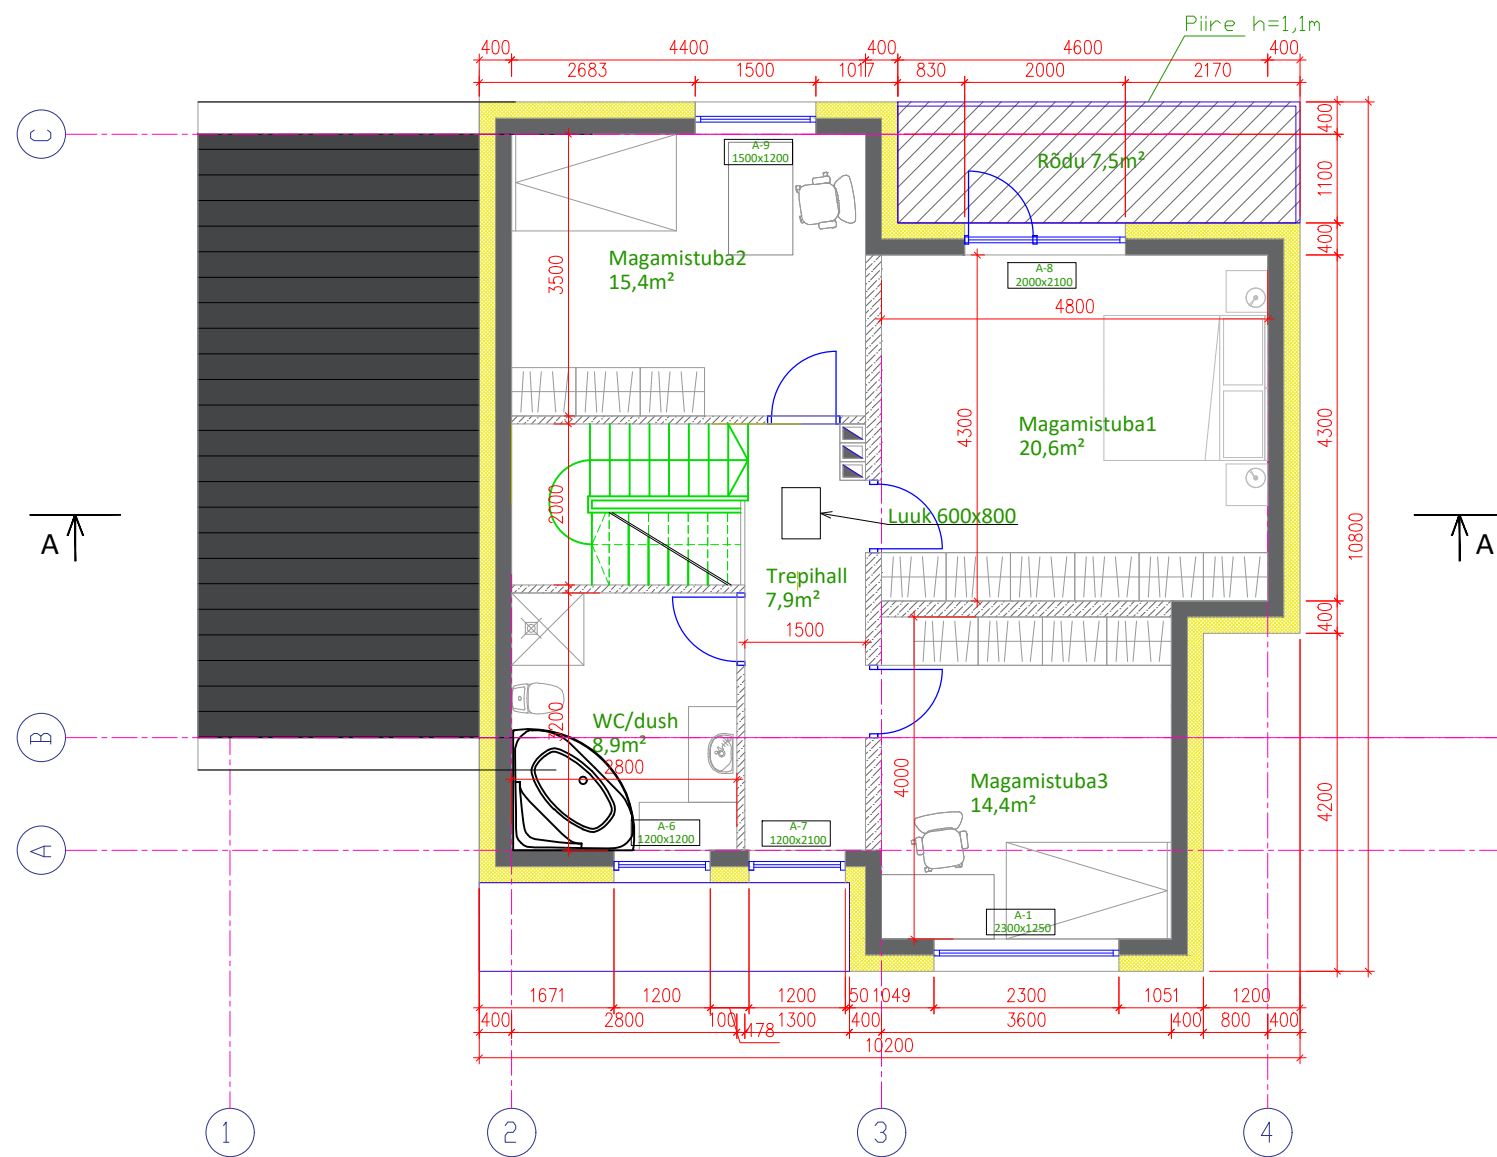 Piire h=1,1m
400
4400
400
4600
400
2683
1500
1017
830
2000
2170
C
A-9
1500x1200
Rõdu 7,5m²
400
1100
400
Magamistuba2
15,4m²
3500
A-8
2000x2100
4800
4300
Magamistuba1
20,6m²
4300
10800
A
2000
Luuk 600x800
A
Trepihall
7,9m²
1500
400
WC/dush
8,9m²
3200
2800
B
Magamistuba3
14,4m²
4000
4200
A
A-6
1200x1200
A-7
1200x2100
A-1
2300x1250
1671
1200
1200
50
1049
2300
1051
1200
400
2800
100
478
1300
400
3600
400
800
400
10200
1
2
3
4